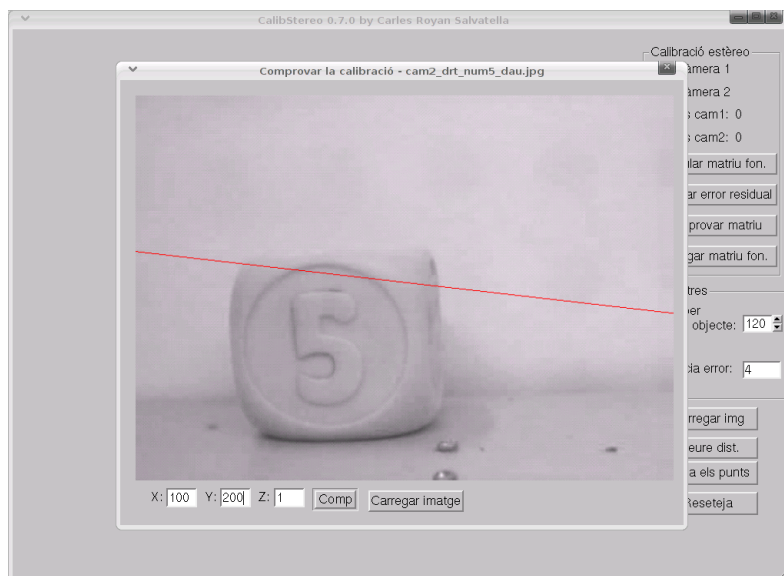 CalibStereo 0.7.0 by Carles Royan Salvatella
Calibració estèreo
Comprovar la calibració - cam2_drt_num5_dau.jpg
àmera 1
àmera 2
s cam1: 0
s cam2: 0
ular matriu fon.
ar error residual
provar matriu
gar matriu fon.
tres
per
objecte: 120
cia error: 4
rregar img
eure dist.
a els punts
Reseteja
5
X: 100 Y: 200 Z: 1 Comp Carregar imatge